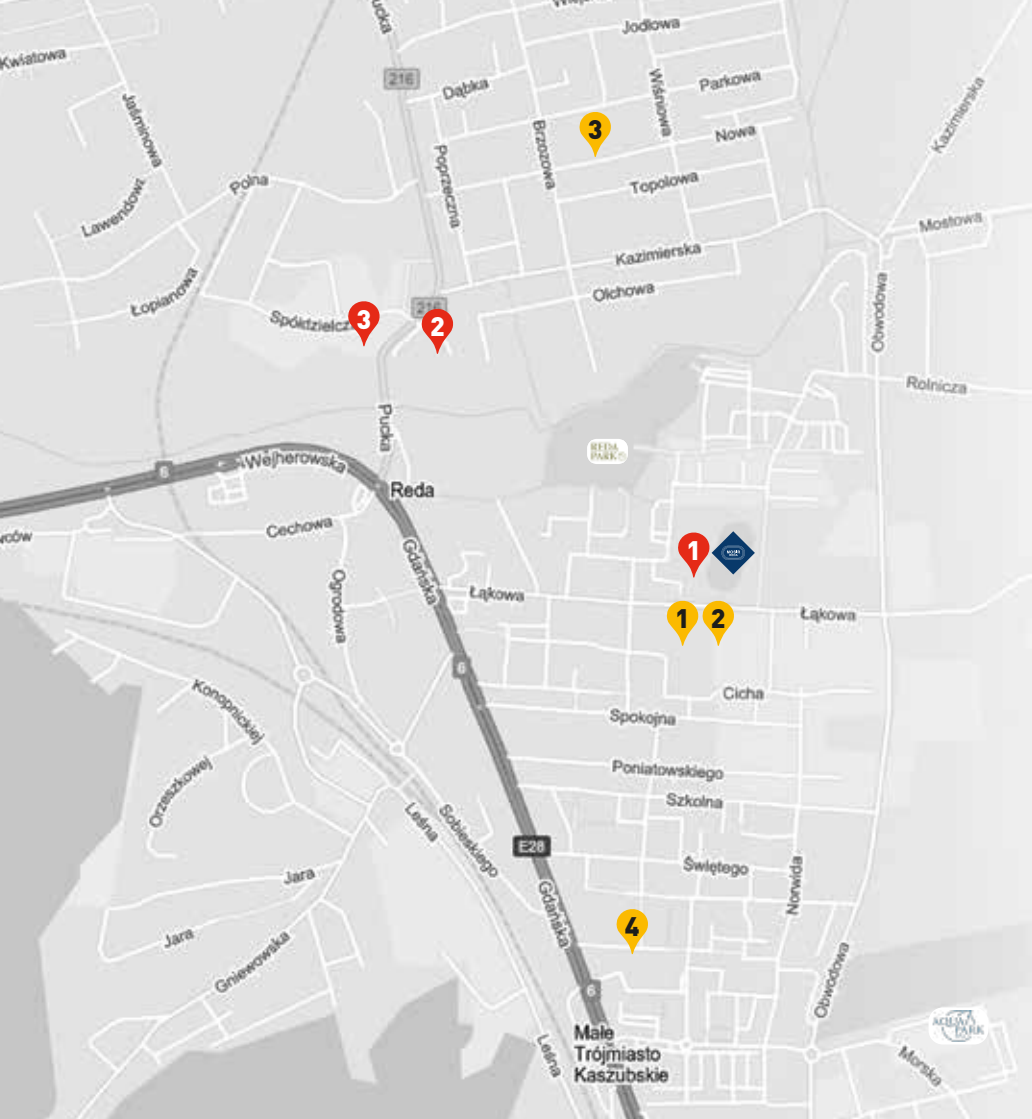 Jodłowa
Kwiatowa
216
Dąbka
Parkowa
Wiśniowa
Jaśminowa
Kazimierska
3
Nowa
Brzozowa
Poprzeczna
Polna
Topolowa
Mostowa
Kazimierska
Łopianowa
Olchowa
Obwodowa
216
3
2
Rolnicza
Pucka
REDA
PARK
Wejherowska
6
Reda
Cechowa
Gdańska
1
Ogrodowa
Łąkowa
1
2
Łąkowa
6
Cicha
Konopnickiej
Spokojna
Orzeszkowej
Poniatowskiego
Szkolna
Leśna
Sobieskiego
E28
Świętego
Jara
Norwida
Gdańska
4
Jara
Gniewowska
Obwodowa
6
AQUA
PARK
Małe
Trójmiasto
Kaszubskie
Leśna
Morska